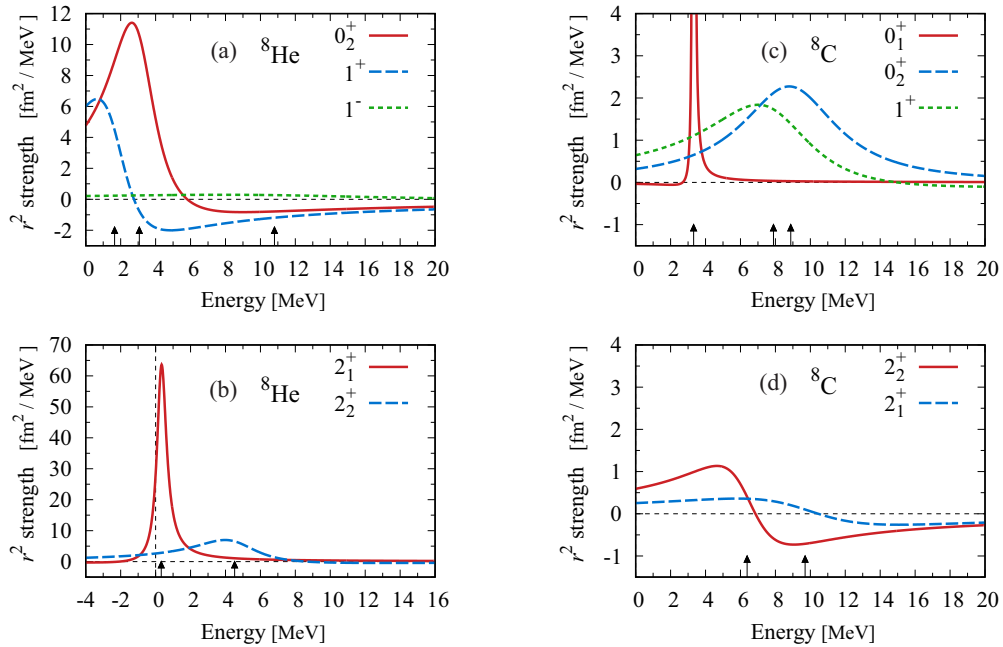 (a) ⁸He
0₂⁺
1⁺
1⁻
r² strength [fm² / MeV ]
12
10
8
6
4
2
0
-2
0 2 4 6 8 10 12 14 16 18 20
Energy [MeV]
(c) ⁸C
0₁⁺
0₂⁺
1⁺
r² strength [fm² / MeV ]
4
3
2
1
0
-1
0 2 4 6 8 10 12 14 16 18 20
Energy [MeV]
(b) ⁸He
2₁⁺
2₂⁺
r² strength [fm² / MeV ]
70
60
50
40
30
20
10
0
-4 -2 0 2 4 6 8 10 12 14 16
Energy [MeV]
(d) ⁸C
2₂⁺
2₁⁺
r² strength [fm² / MeV ]
4
3
2
1
0
-1
0 2 4 6 8 10 12 14 16 18 20
Energy [MeV]